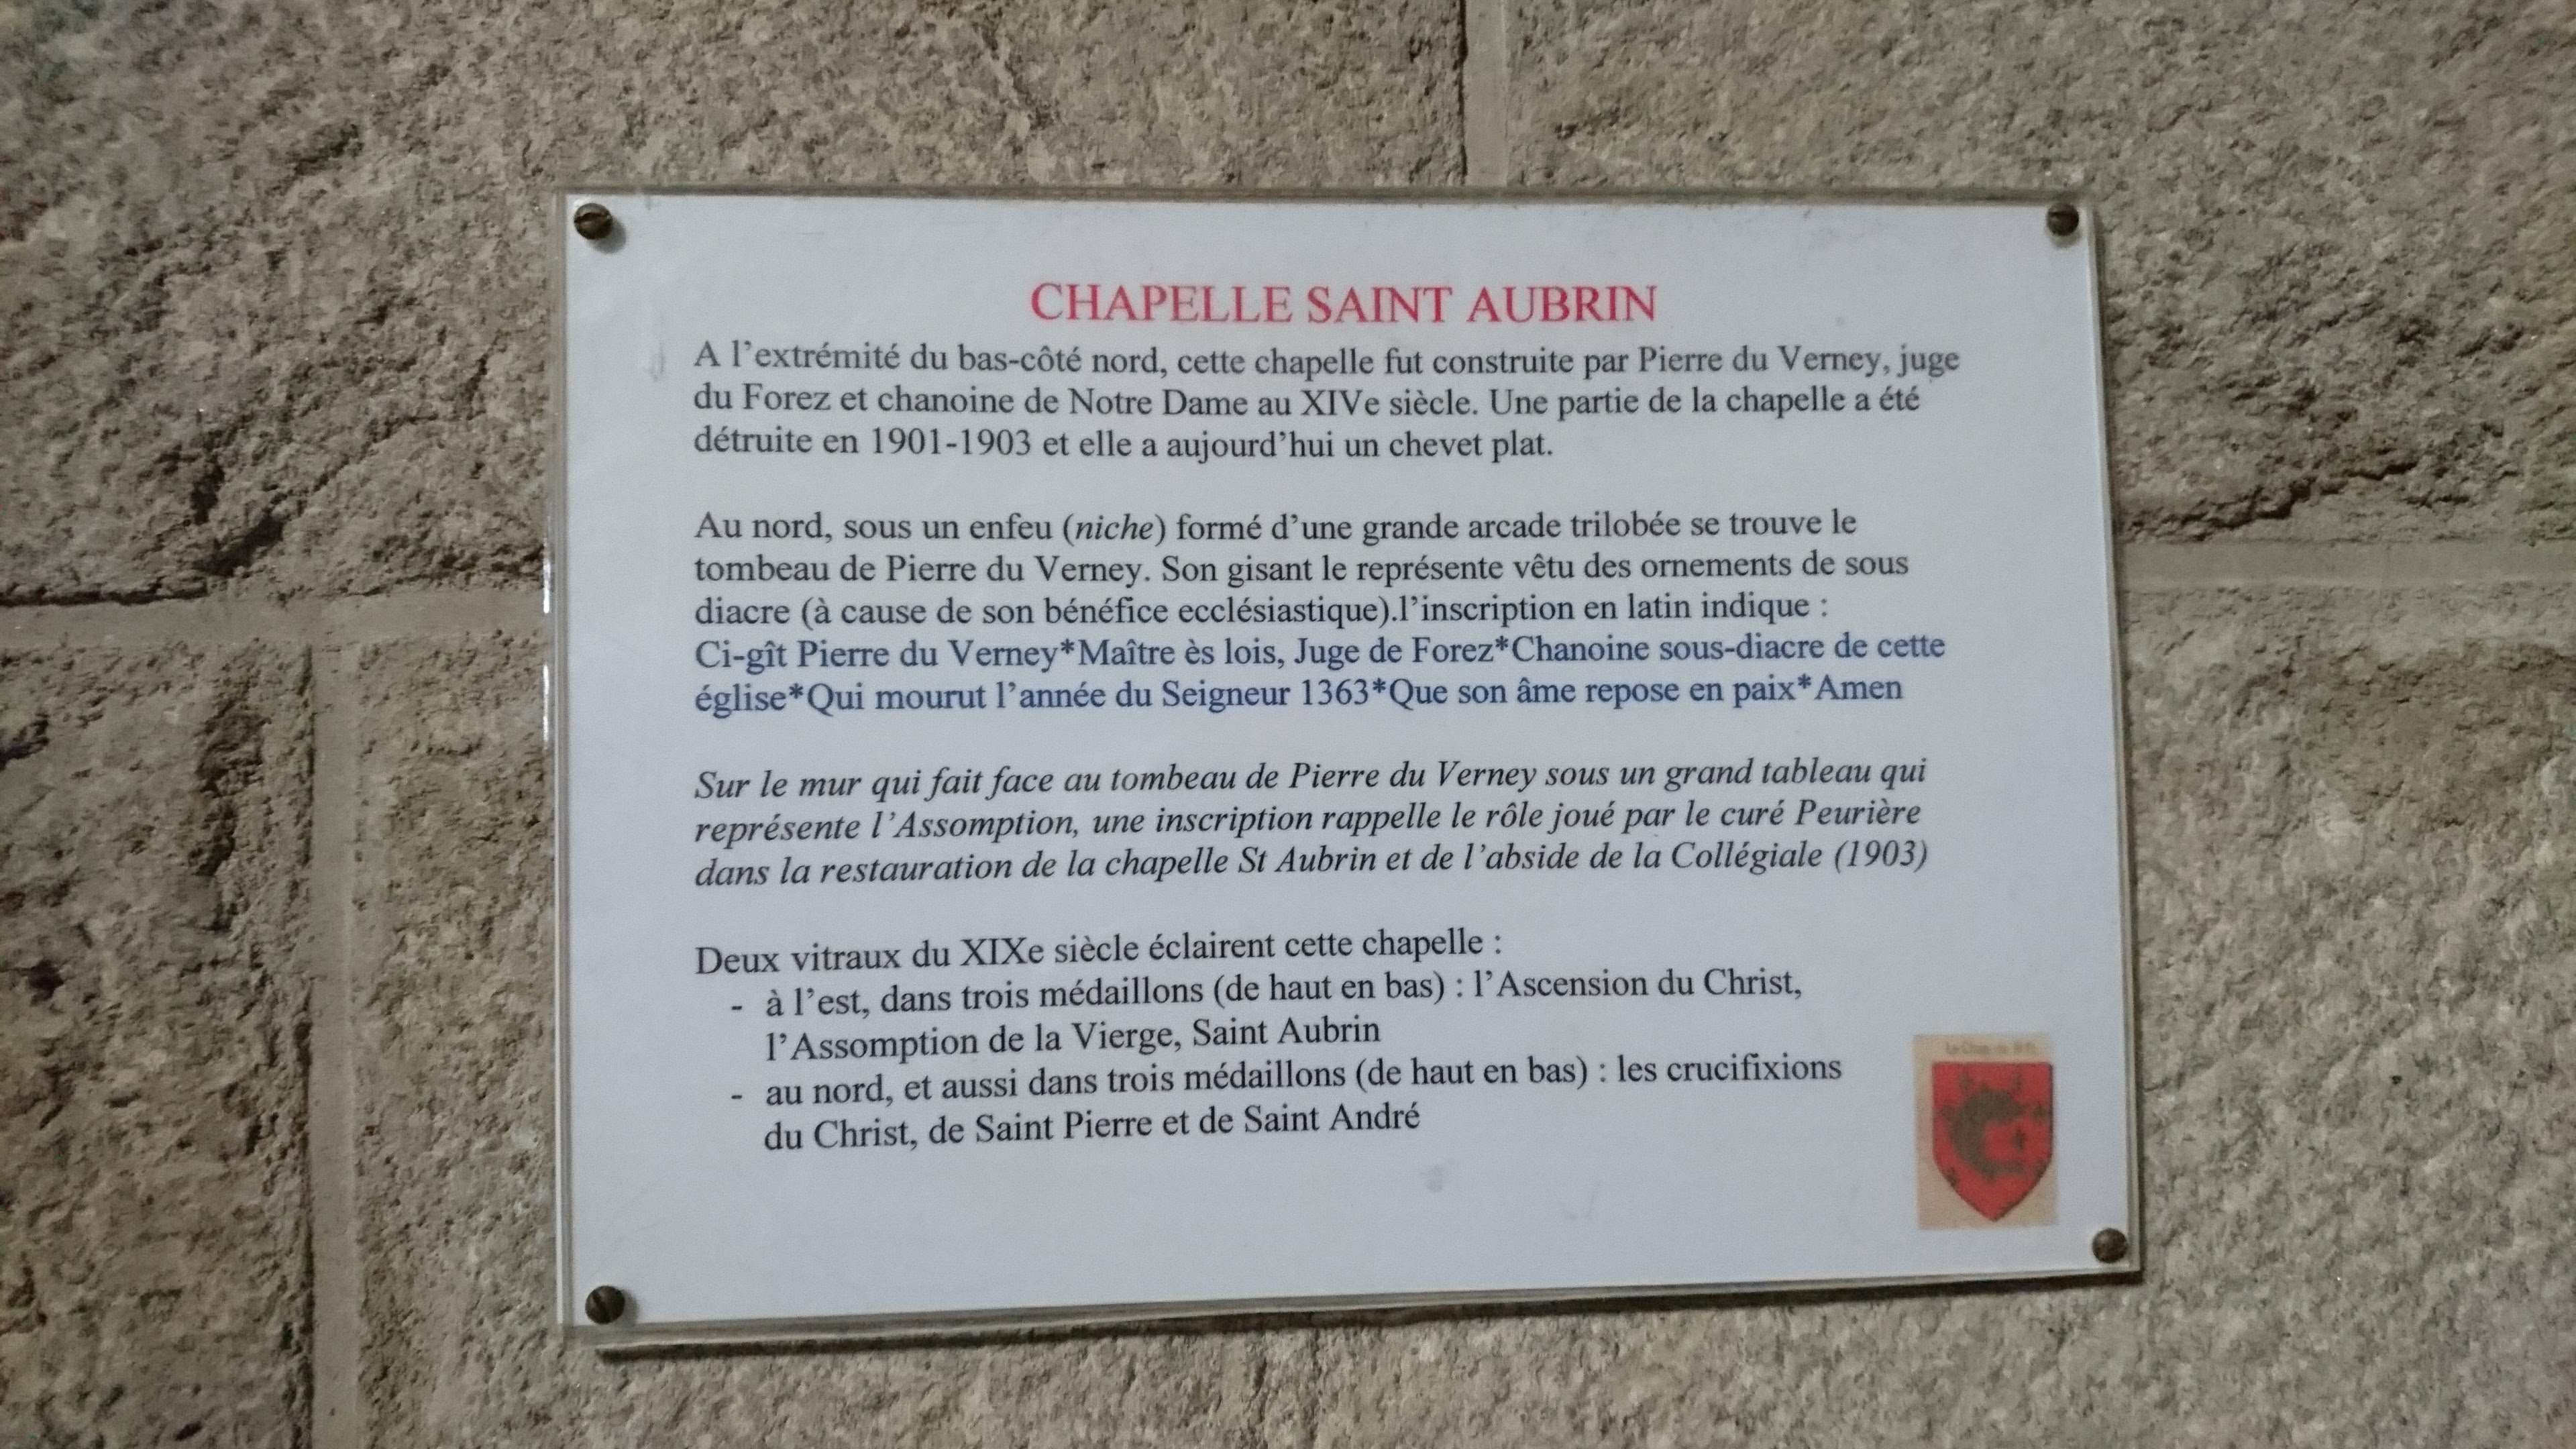 CHAPELLE SAINT AUBRIN
A l'extrémité du bas-côté nord, cette chapelle fut construite par Pierre du Verney, juge
du Forez et chanoine de Notre Dame au XIVe siècle. Une partie de la chapelle a été
détruite en 1901-1903 et elle a aujourd'hui un chevet plat.
Au nord, sous un enfeu (niche) formé d'une grande arcade trilobée se trouve le
tombeau de Pierre du Verney. Son gisant le représente vêtu des ornements de sous
diacre (à cause de son bénéfice ecclésiastique).l'inscription en latin indique :
Ci-gît Pierre du Verney*Maître ès lois, Juge de Forez*Chanoine sous-diacre de cette
église*Qui mourut l'année du Seigneur 1363*Que son âme repose en paix*Amen
Sur le mur qui fait face au tombeau de Pierre du Verney sous un grand tableau qui
représente l'Assomption, une inscription rappelle le rôle joué par le curé Peurière
dans la restauration de la chapelle St Aubrin et de l'abside de la Collégiale (1903)
Deux vitraux du XIXe siècle éclairent cette chapelle :
- à l'est, dans trois médaillons (de haut en bas) : l'Ascension du Christ,
l'Assomption de la Vierge, Saint Aubrin
- au nord, et aussi dans trois médaillons (de haut en bas) : les crucifixions
du Christ, de Saint Pierre et de Saint André